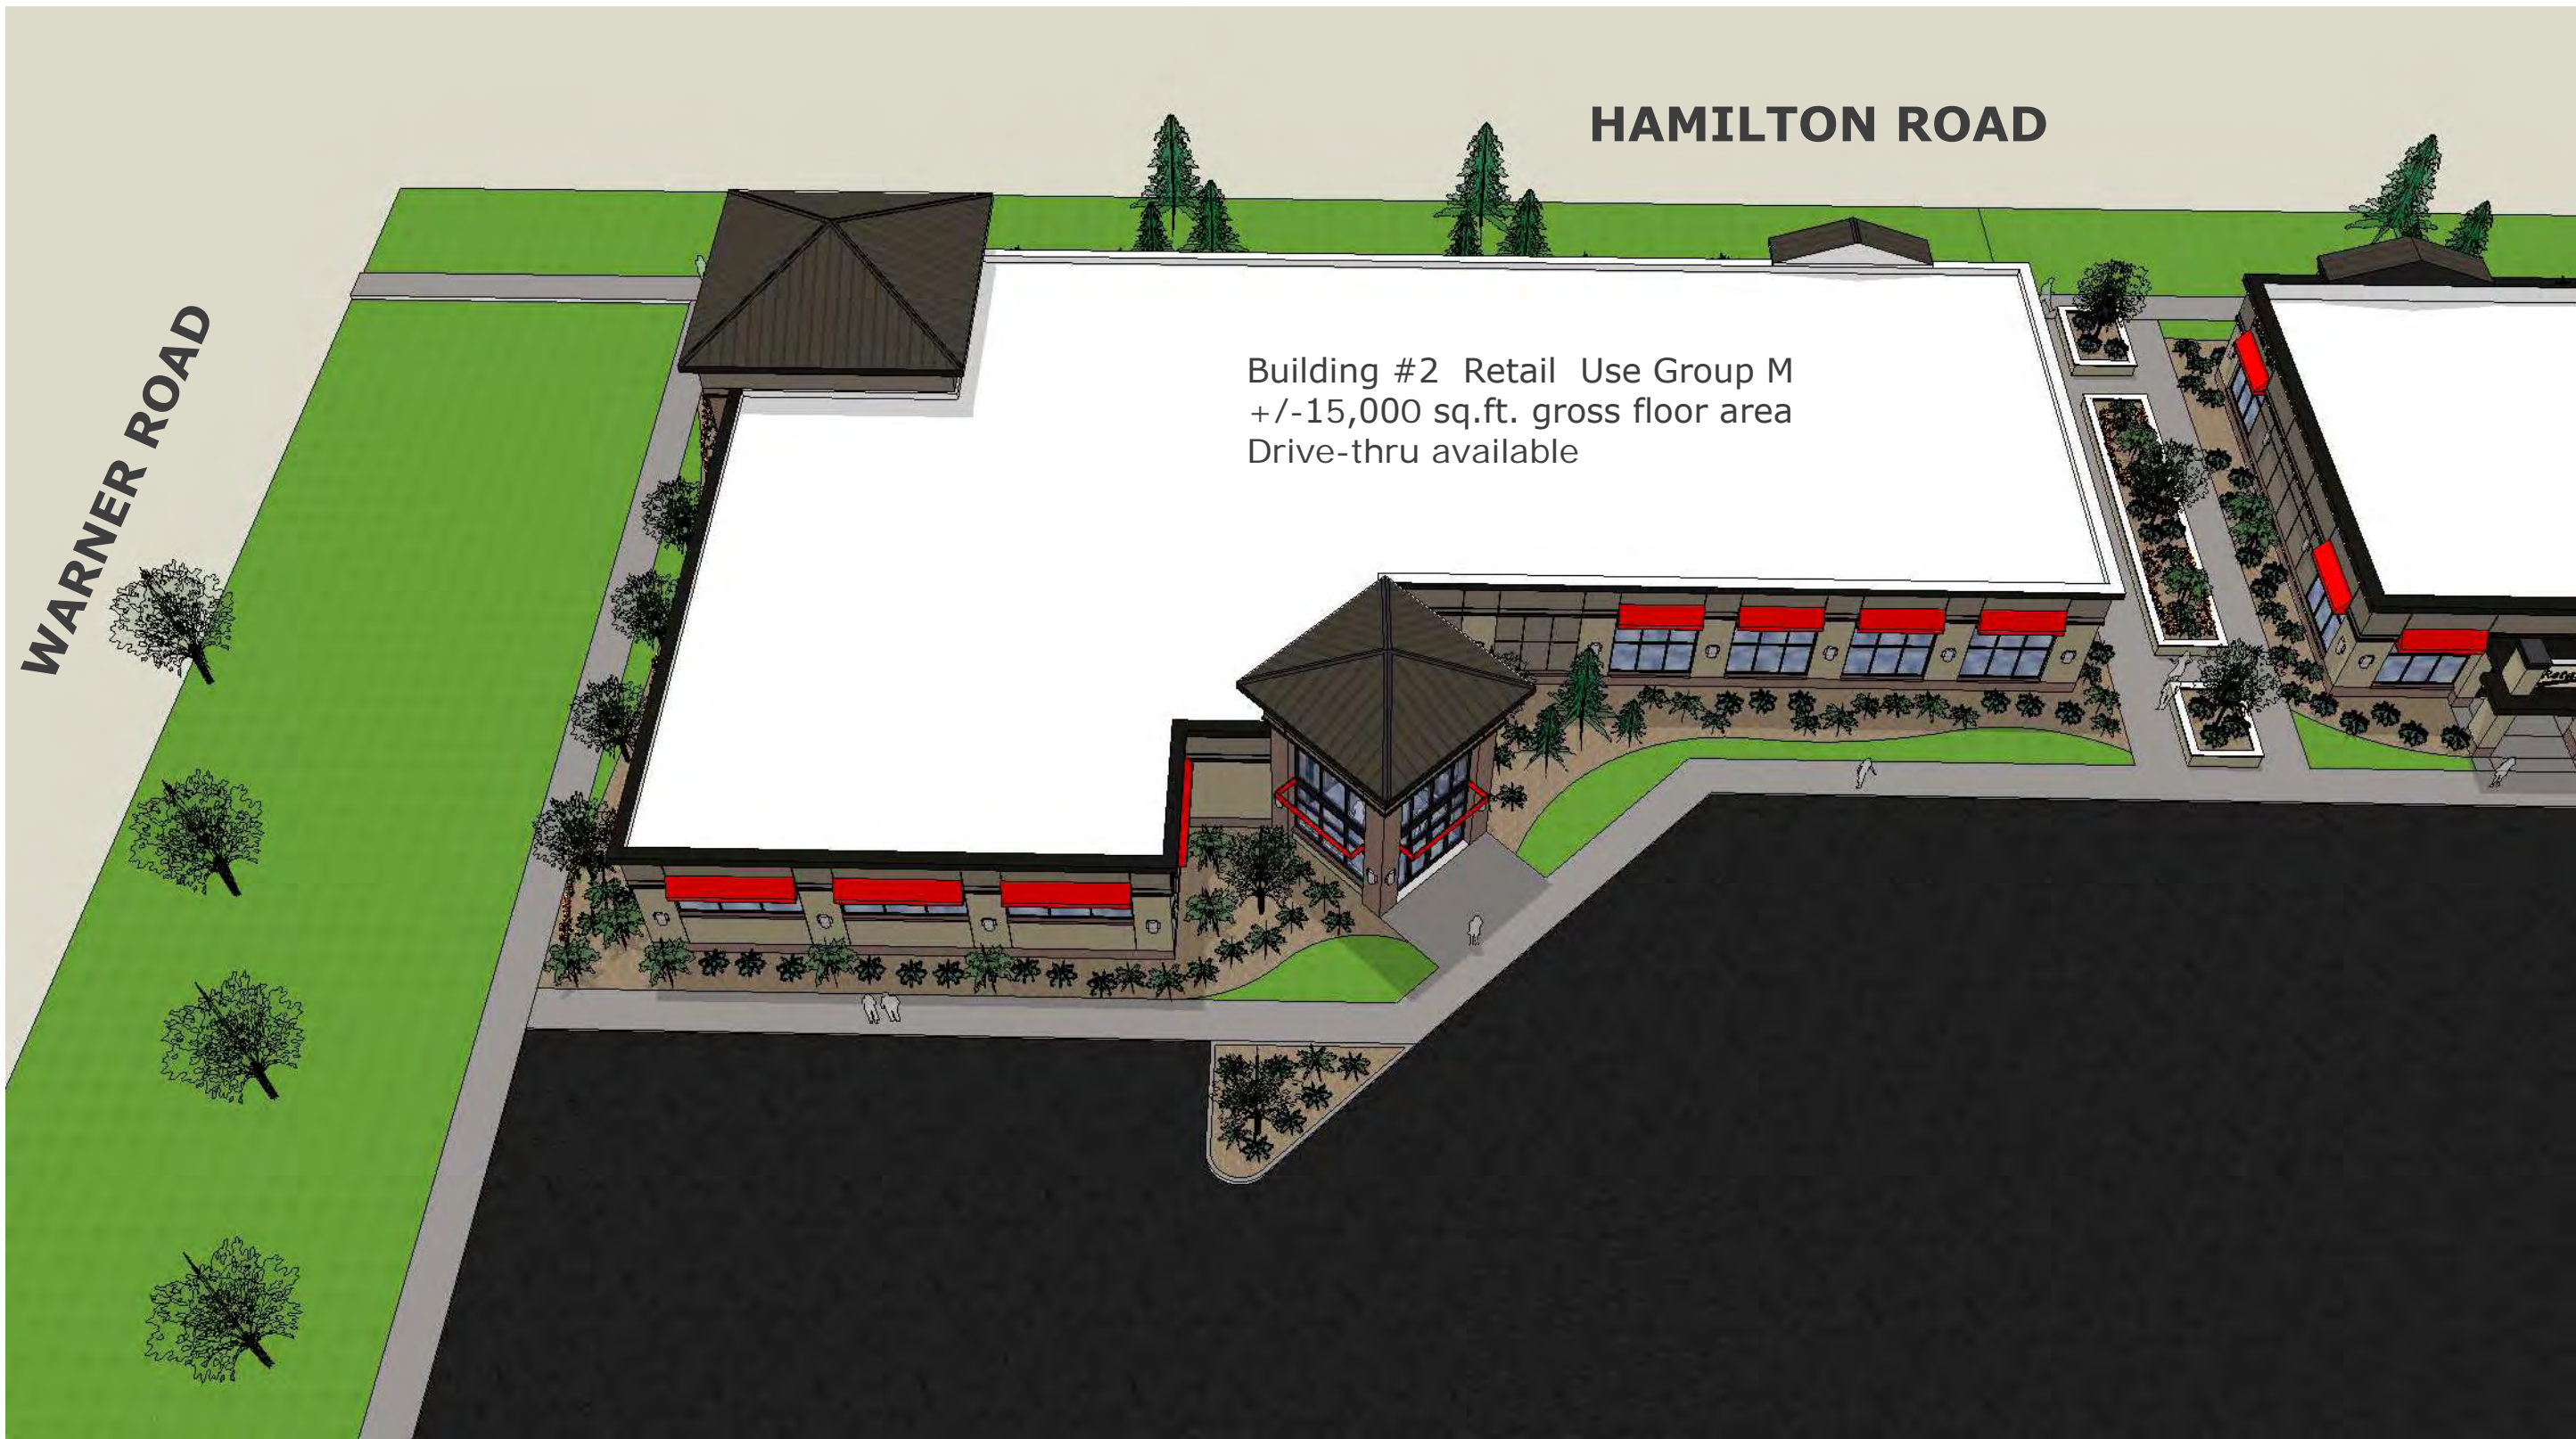 HAMILTON ROAD
WARNER ROAD
Building #2 Retail Use Group M
+/-15,000 sq.ft. gross floor area
Drive-thru available